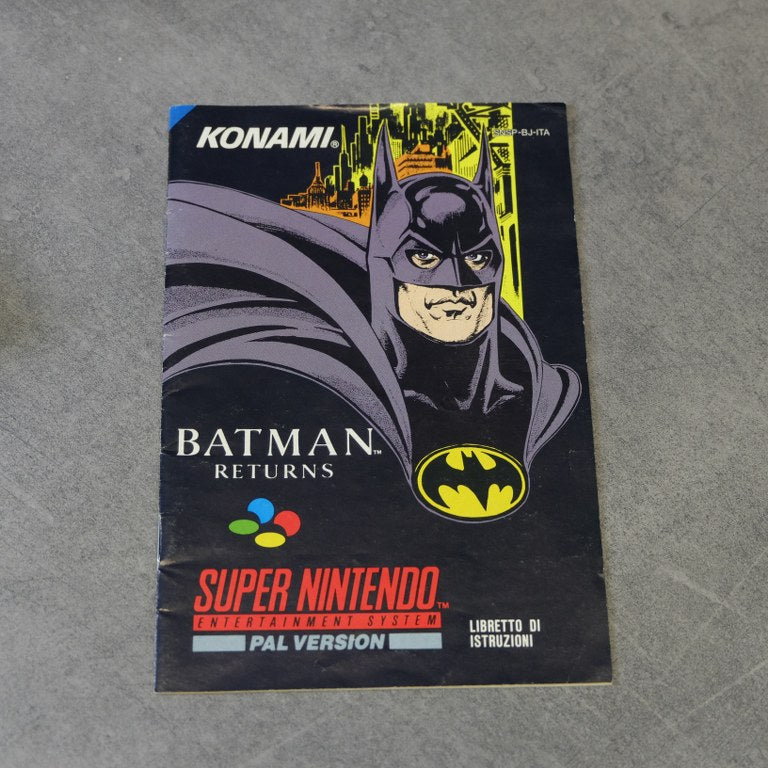 KONAMI®
SNSP-BJ-ITA
BATMAN™
RETURNS
SUPER NINTENDO™
ENTERTAINMENT SYSTEM
PAL VERSION
LIBRETTO DI
ISTRUZIONI